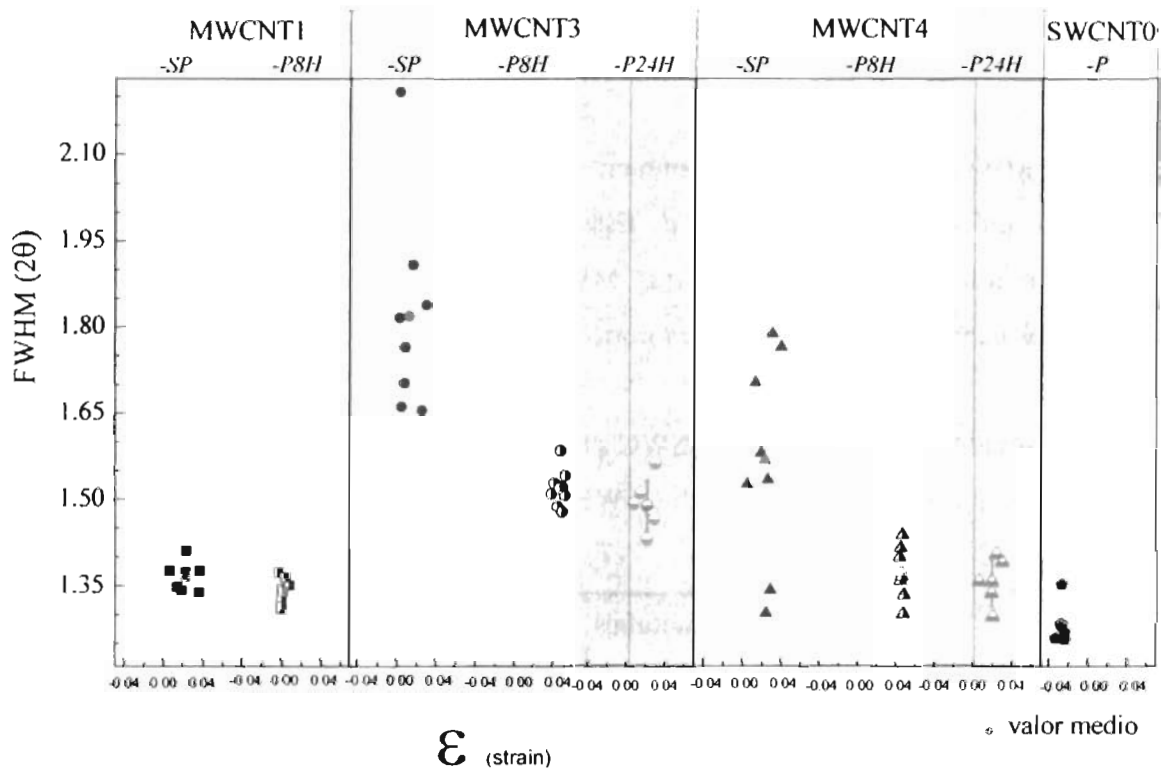 MWCNT1 MWCNT3 MWCNT4 SWCNT0
-SP -P8H -SP -P8H -P24H -SP -P8H -P24H -P
2.10
1.95
1.80
1.65
1.50
1.35
FWHM (2θ)
-0.04 0.00 0.04 -0.04 0.00 0.04 -0.04 0.00 0.04 -0.04 0.00 0.04 -0.04 0.00 0.04 -0.04 0.00 0.04 -0.04 0.00 0.04 -0.04 0.00 0.04 -0.04 0.00 0.04
ε (strain)
valor medio